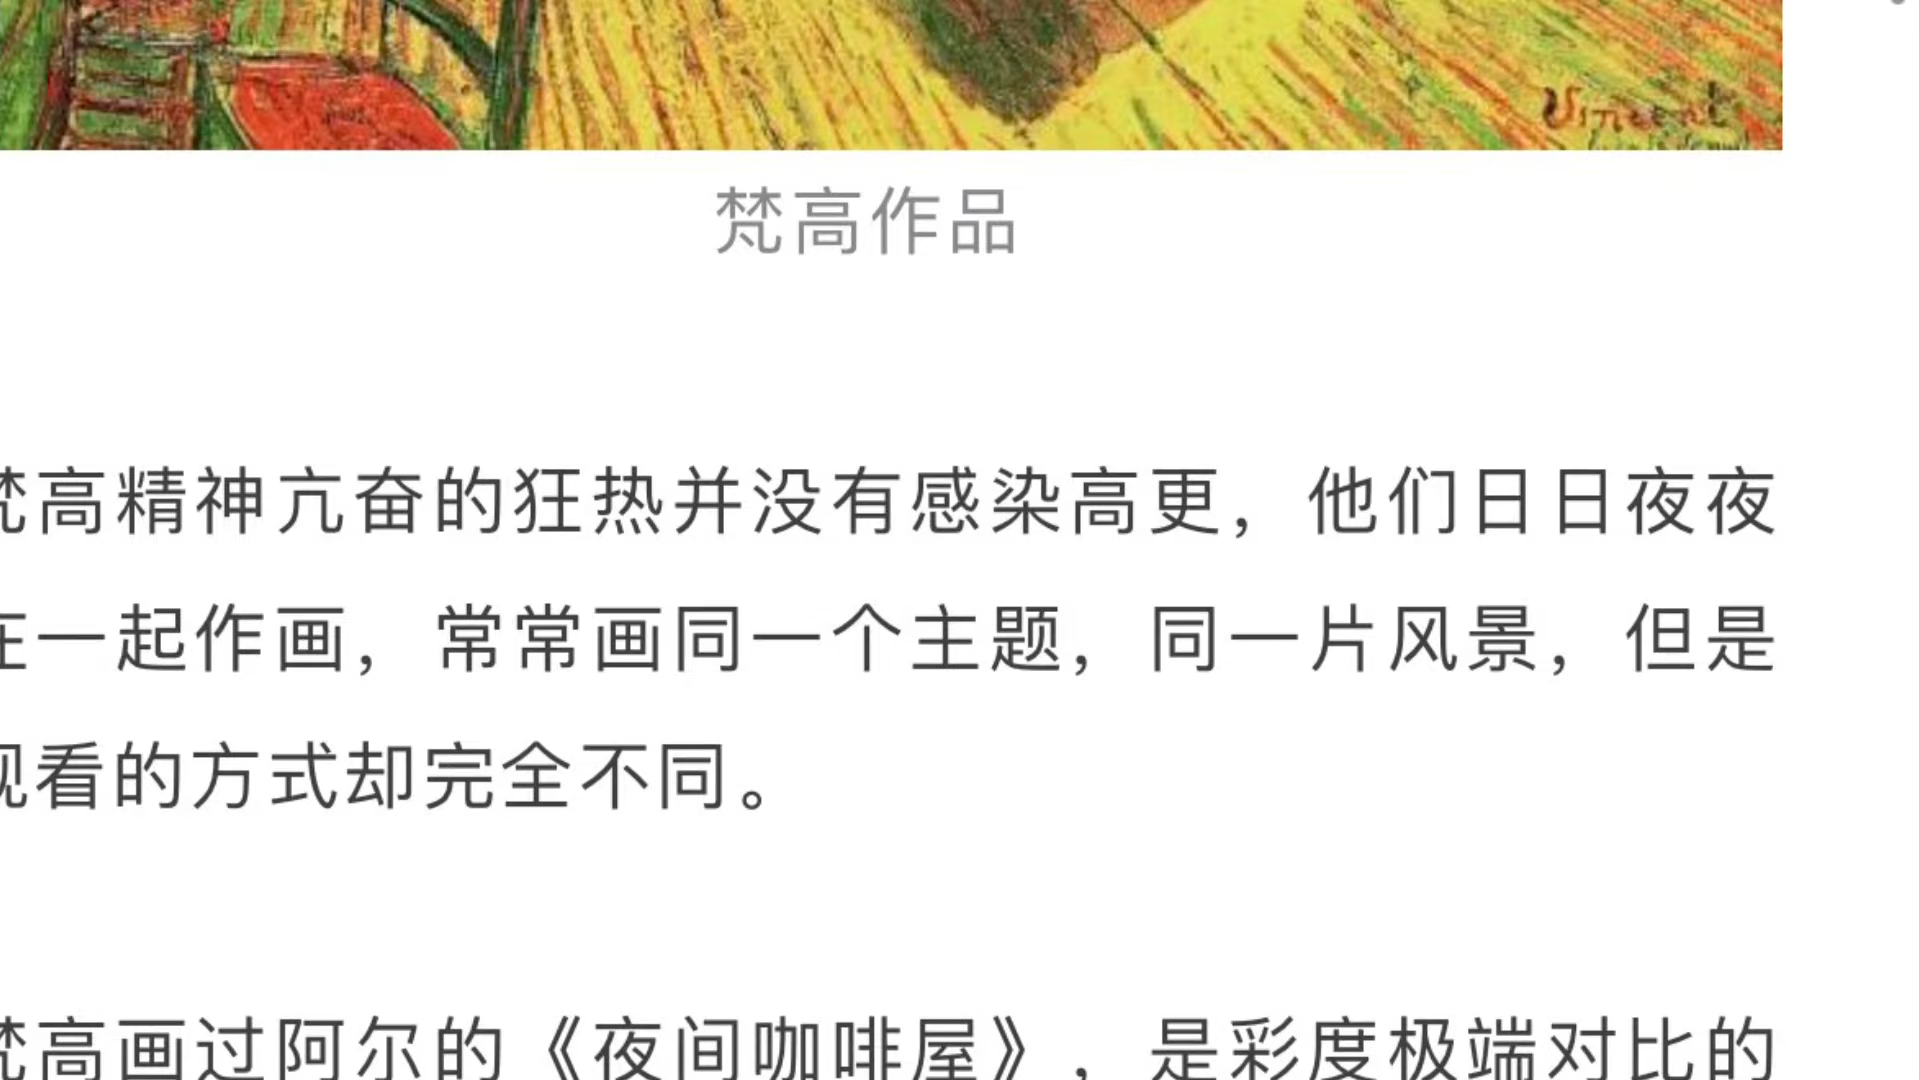 Vincent
梵高作品
梵高精神亢奋的狂热并没有感染高更，他们日日夜夜
在一起作画，常常画同一个主题，同一片风景，但是
观看的方式却完全不同。
梵高画过阿尔的《夜间咖啡屋》，是彩度极端对比的